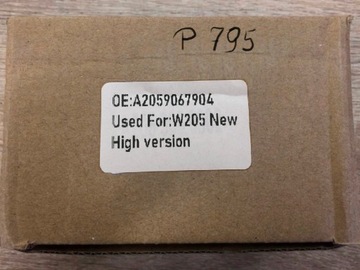 P 795
OE:A2059067904
Used For:W205 New
High version